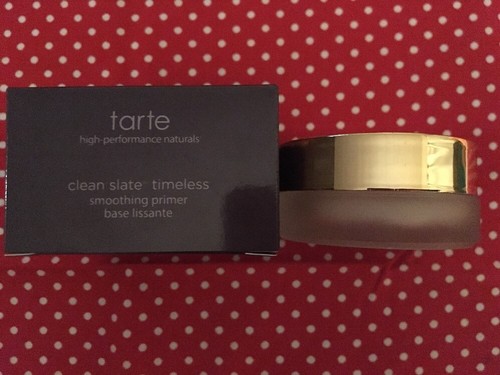 tarte
high-performance naturals
clean slate™ timeless
smoothing primer
base lissante